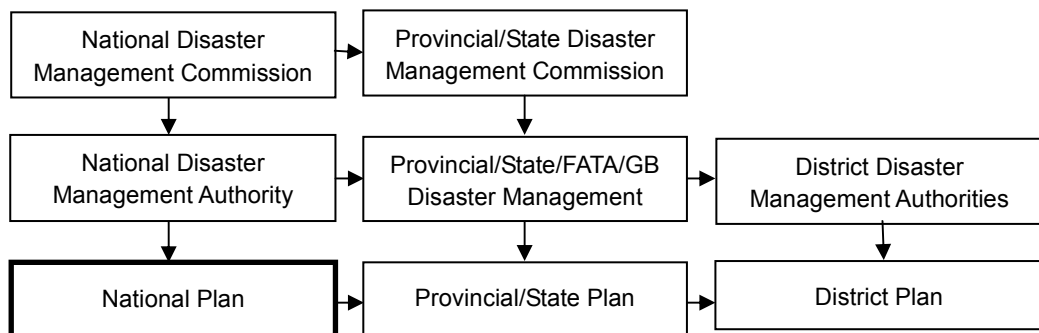 National Disaster
Management Commission
Provincial/State Disaster
Management Commission
National Disaster
Management Authority
Provincial/State/FATA/GB
Disaster Management
District Disaster
Management Authorities
National Plan
Provincial/State Plan
District Plan